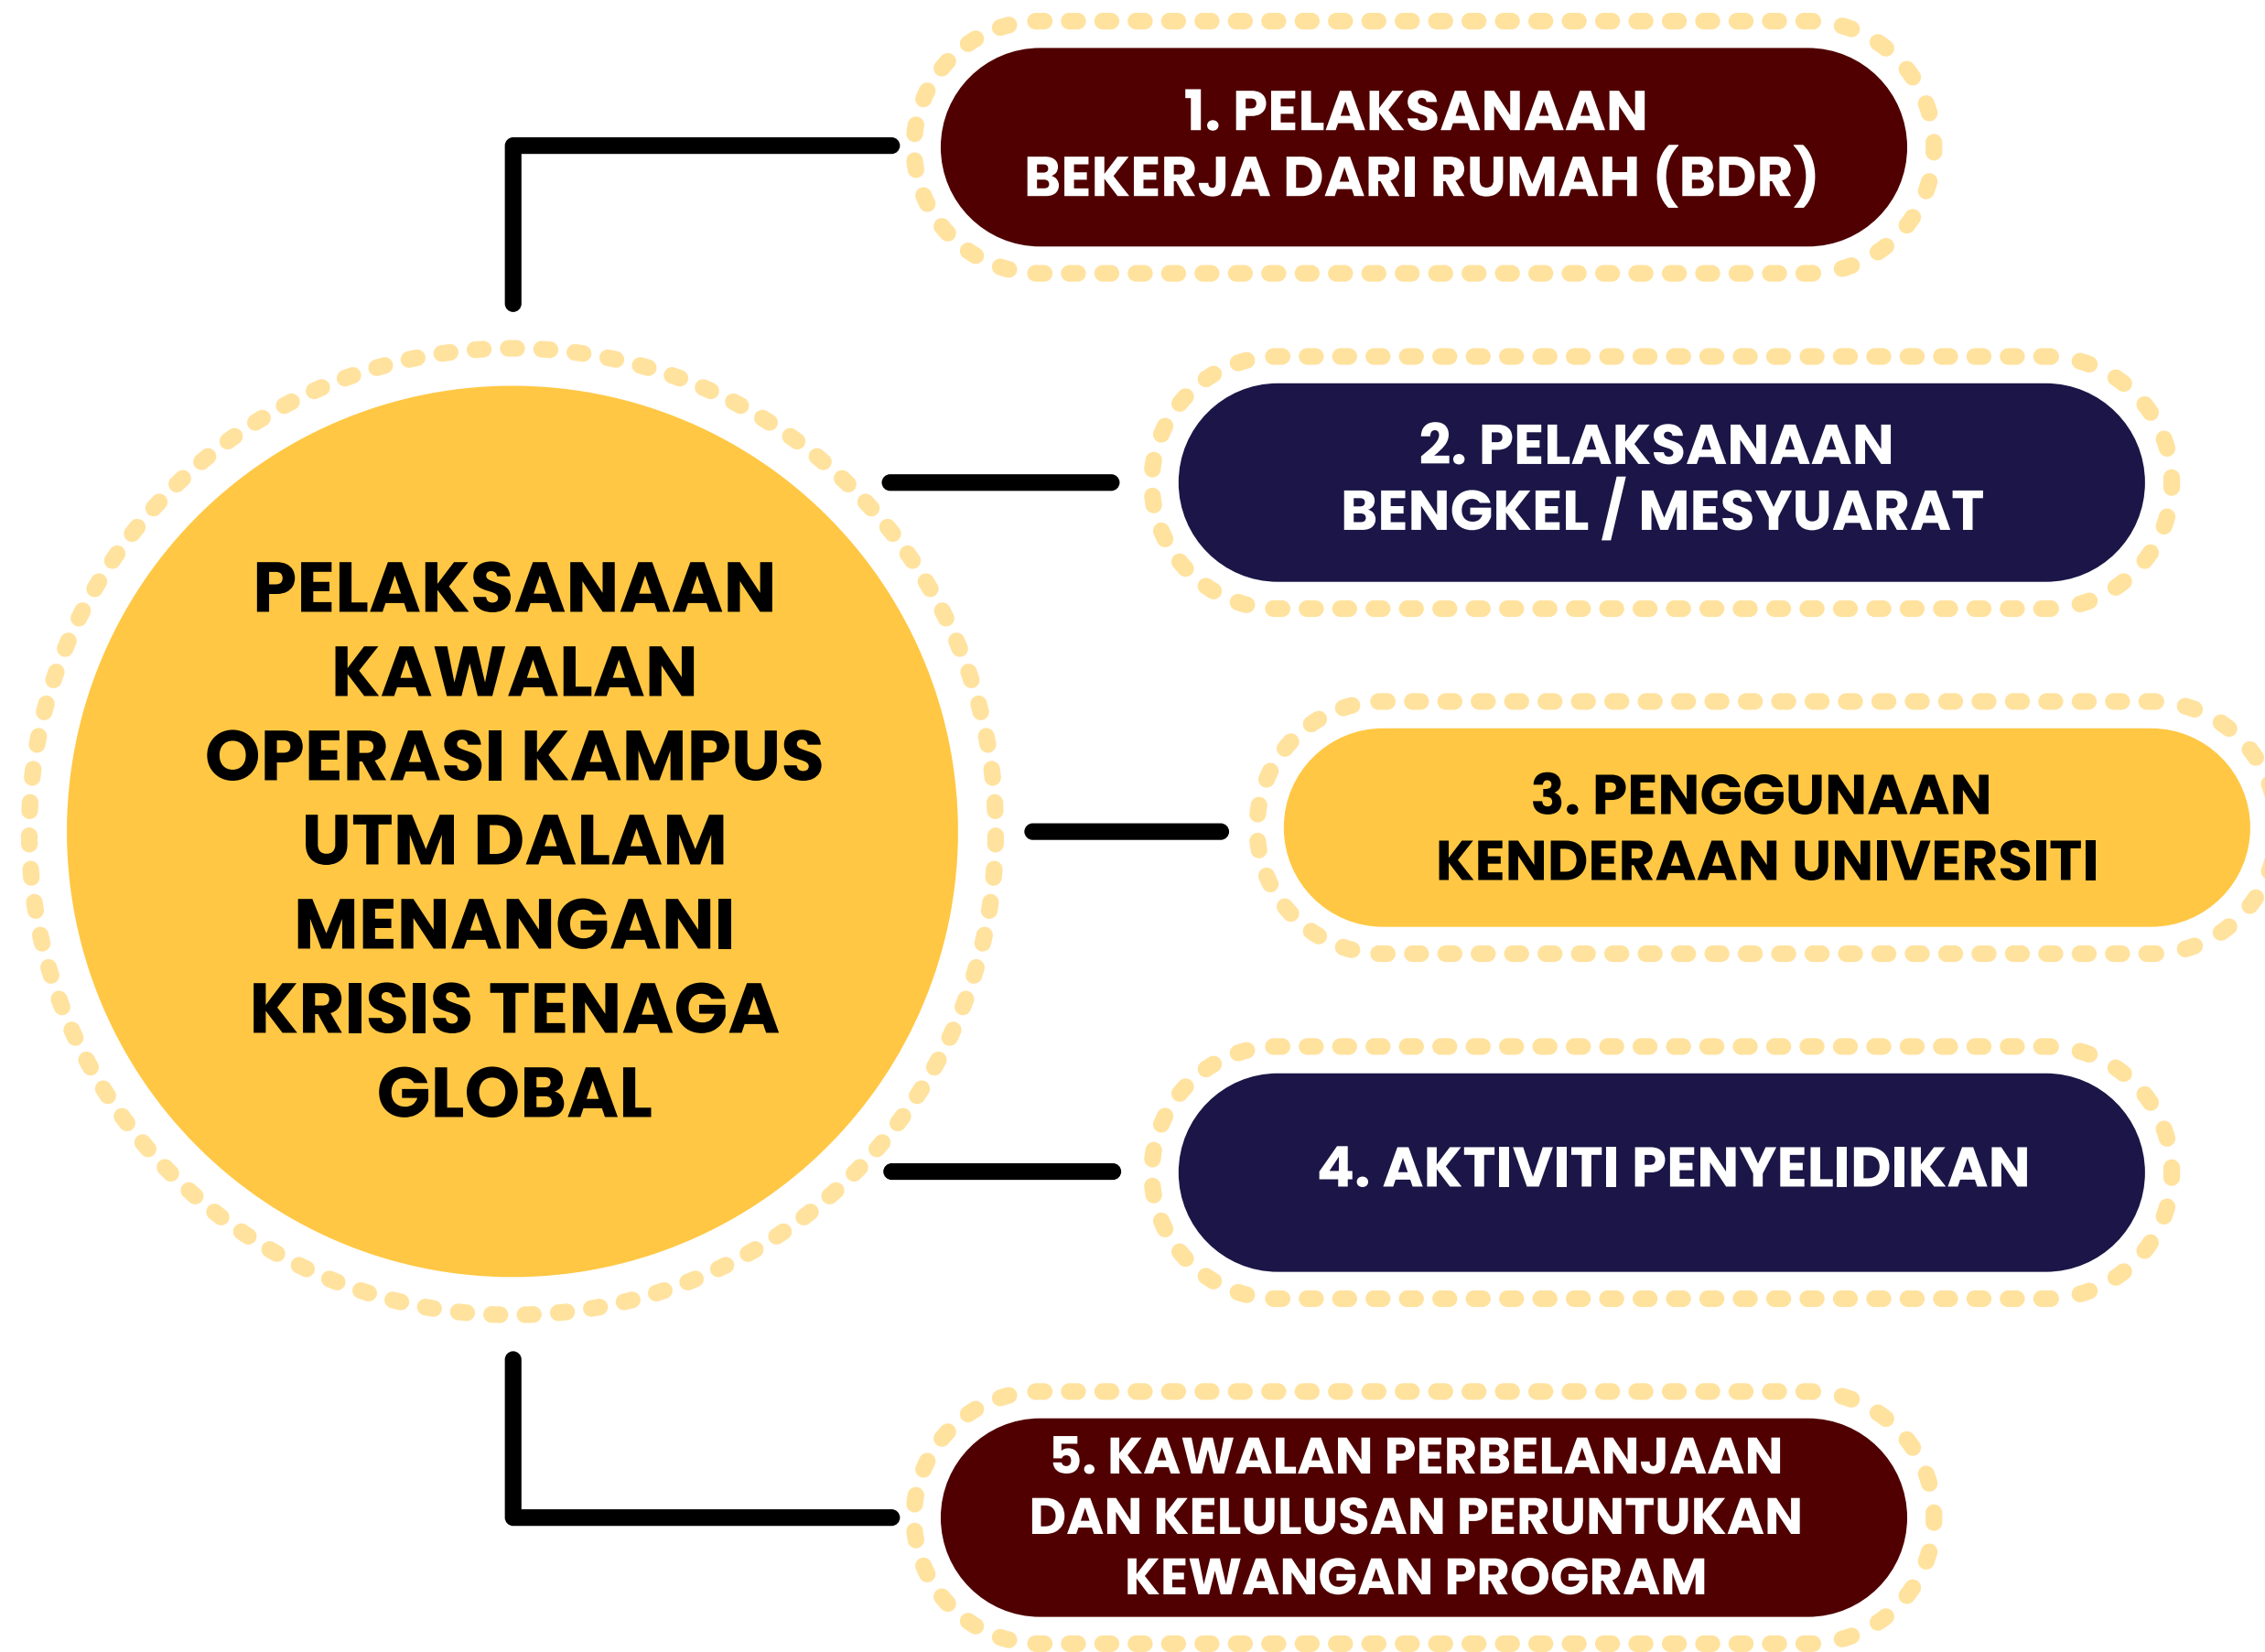 PELAKSANAAN
KAWALAN
OPERASI KAMPUS
UTM DALAM
MENANGANI
KRISIS TENAGA
GLOBAL
1. PELAKSANAAN
BEKERJA DARI RUMAH (BDR)
2. PELAKSANAAN
BENGKEL / MESYUARAT
3. PENGGUNAAN
KENDERAAN UNIVERSITI
4. AKTIVITI PENYELIDIKAN
5. KAWALAN PERBELANJAAN
DAN KELULUSAN PERUNTUKAN
KEWANGAN PROGRAM